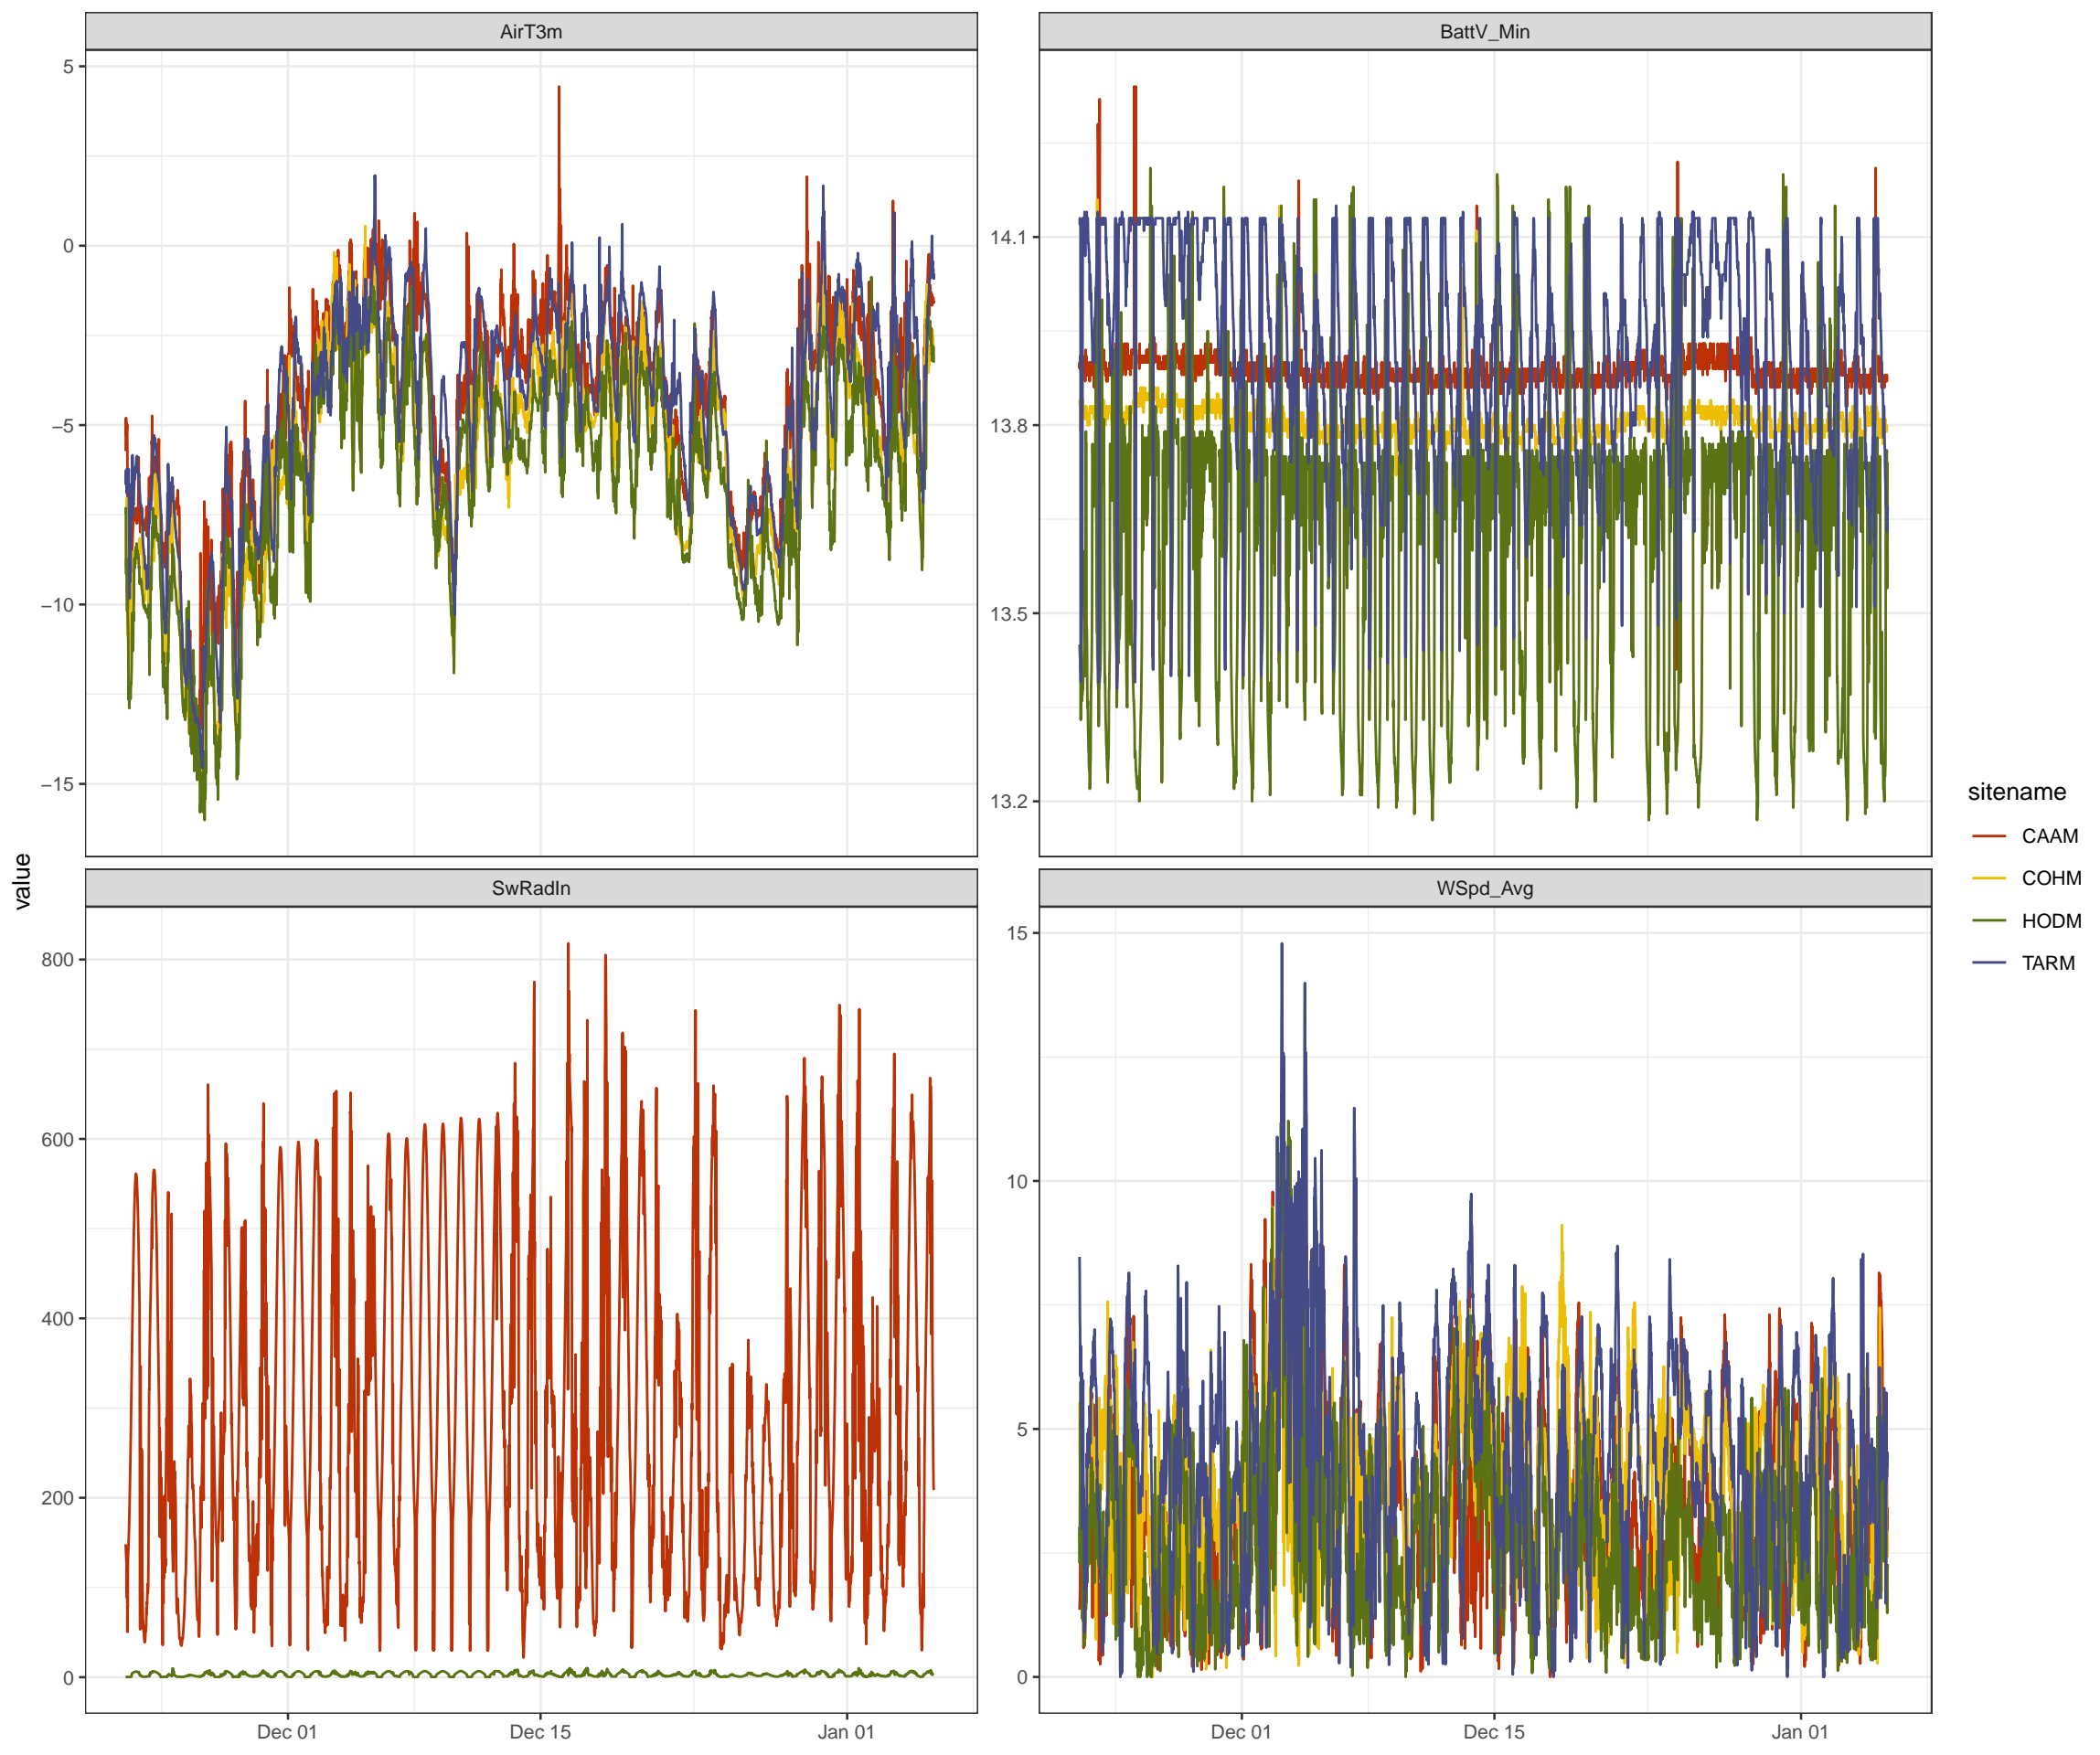 AirT3m
BattV_Min
5
0
−5
−10
−15
14.1
13.8
13.5
13.2
value
SwRadIn
WSpd_Avg
800
600
400
200
0
15
10
5
0
Dec 01
Dec 15
Jan 01
Dec 01
Dec 15
Jan 01
sitename
CAAM
COHM
HODM
TARM